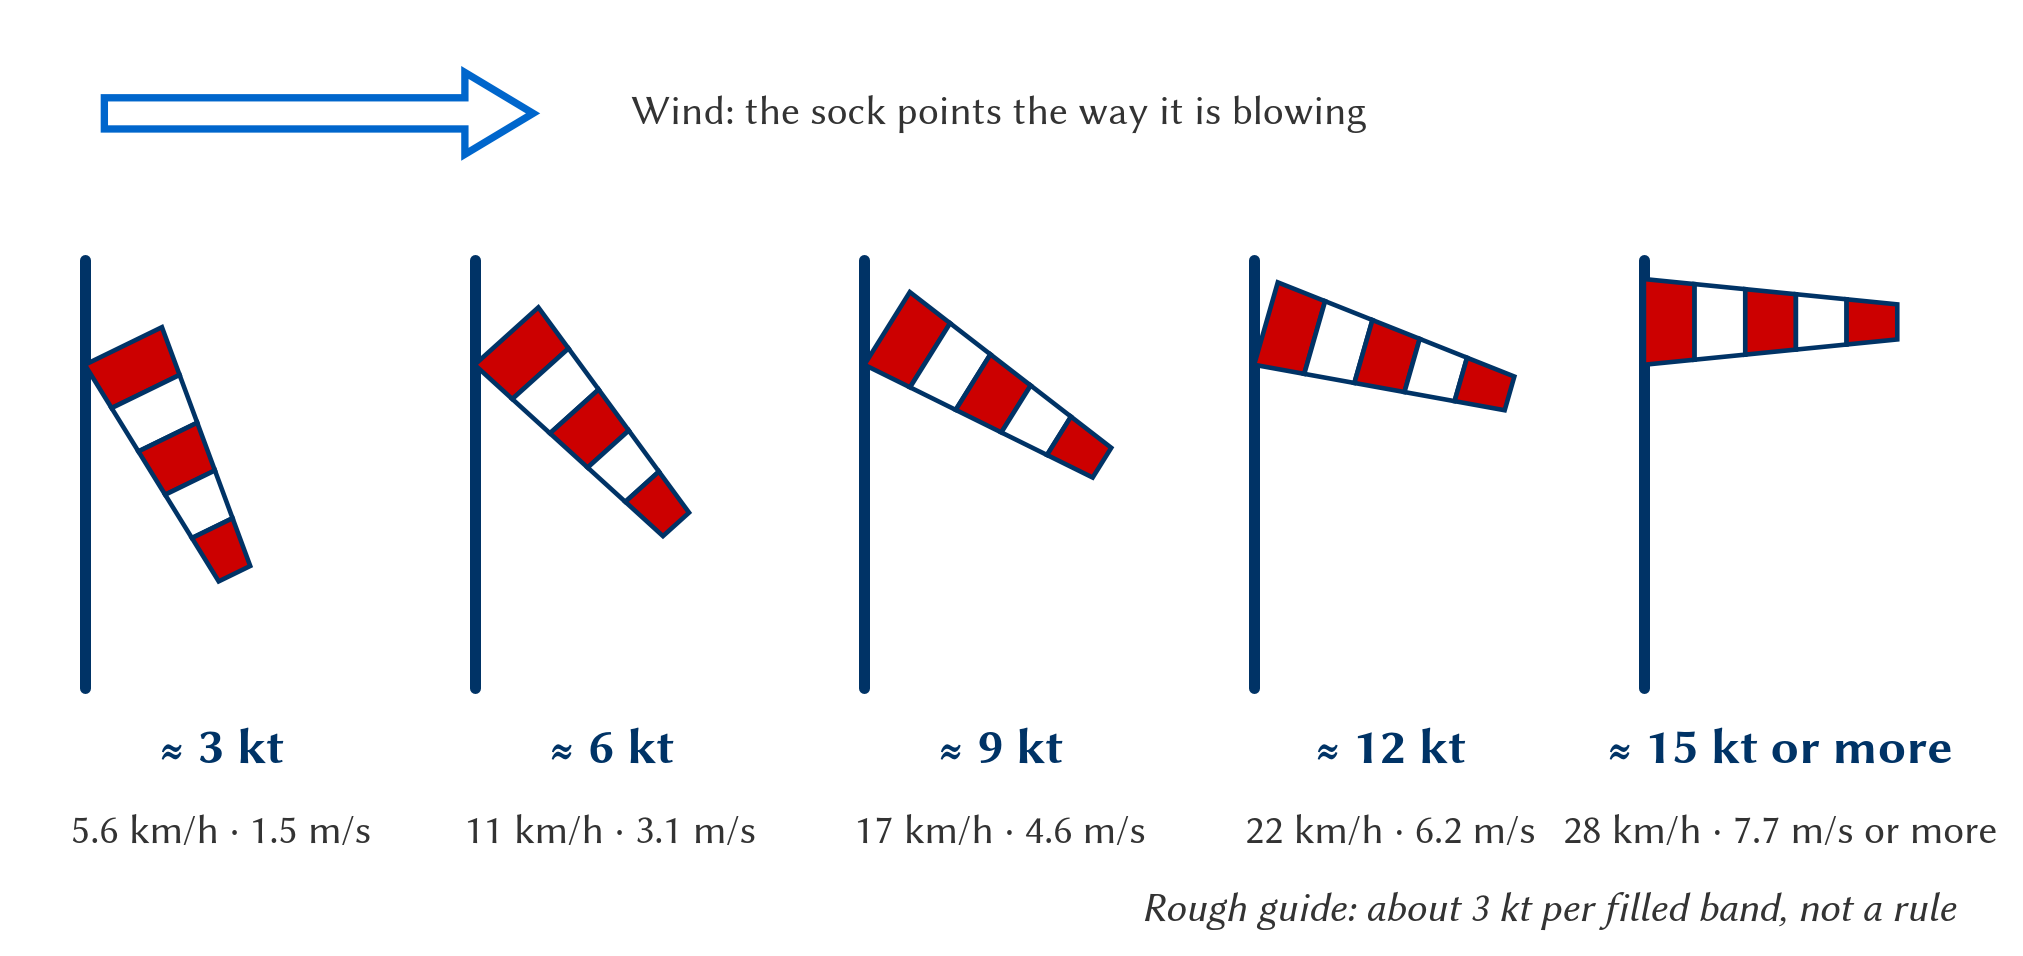 Wind: the sock points the way it is blowing
≈ 3 kt
≈ 6 kt
≈ 9 kt
≈ 12 kt
≈ 15 kt or more
5.6 km/h · 1.5 m/s
11 km/h · 3.1 m/s
17 km/h · 4.6 m/s
22 km/h · 6.2 m/s
28 km/h · 7.7 m/s or more
Rough guide: about 3 kt per filled band, not a rule